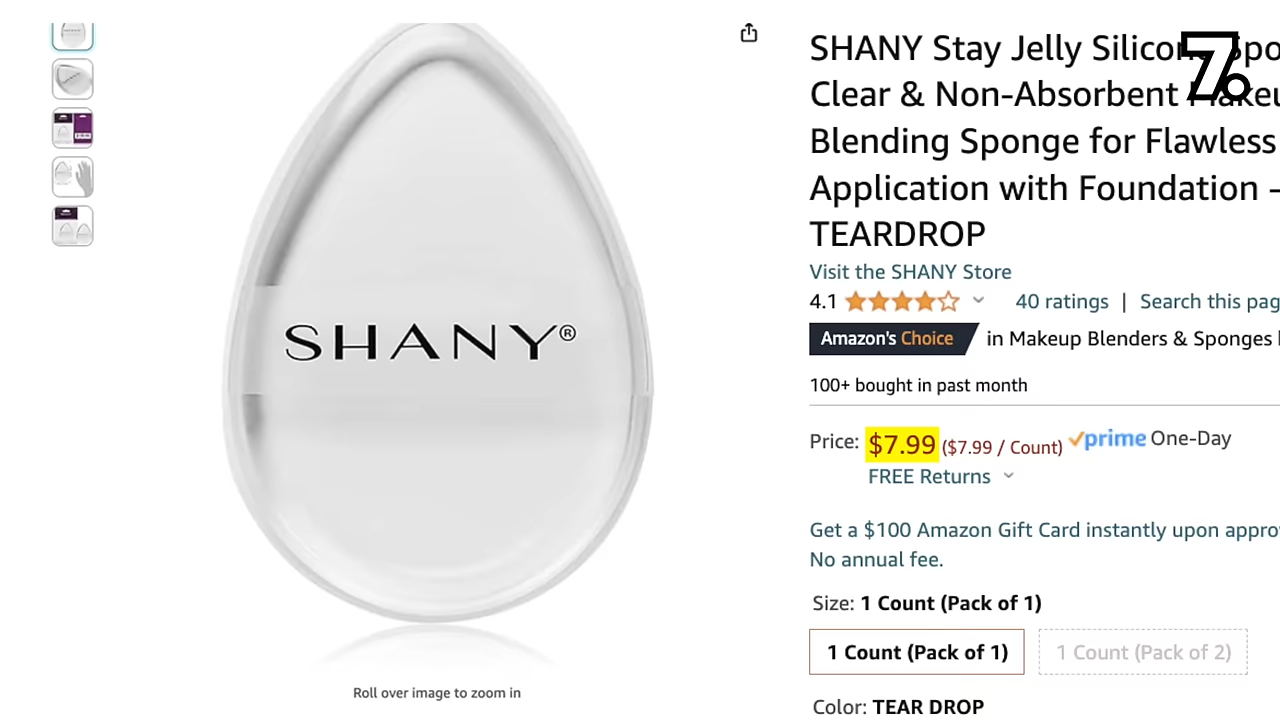 SHANY Stay Jelly
Clear & Non-Absorbent
Blending Sponge for Flawless
Application with Foundation -
TEARDROP
Visit the SHANY Store
4.1
40 ratings | Search this
Amazon's Choice in Makeup Blenders & Sponges
100+ bought in past month
SHANY®
Price: $7.99 ($7.99 / Count) prime One-Day
FREE Returns
Get a $100 Amazon Gift Card instantly upon
No annual fee.
Size: 1 Count (Pack of 1)
1 Count (Pack of 1) 1 Count (Pack of 2)
Roll over image to zoom in
Color: TEAR DROP